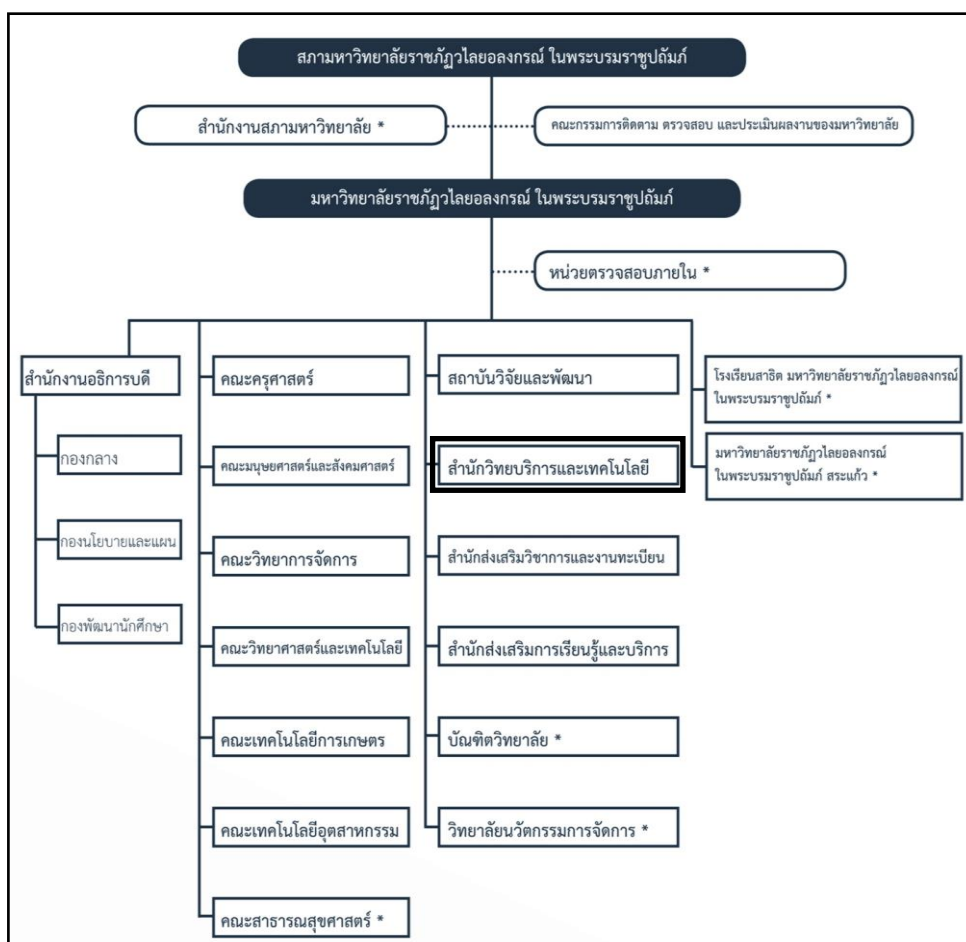 สภามหาวิทยาลัยราชภัฏวไลยอลงกรณ์ ในพระบรมราชูปถัมภ์
สำนักงานสภามหาวิทยาลัย *
คณะกรรมการติดตาม ตรวจสอบ และประเมินผลงานของมหาวิทยาลัย
มหาวิทยาลัยราชภัฏวไลยอลงกรณ์ ในพระบรมราชูปถัมภ์
หน่วยตรวจสอบภายใน *
สำนักงานอธิการบดี
กองกลาง
กองนโยบายและแผน
กองพัฒนานักศึกษา
คณะครุศาสตร์
คณะมนุษยศาสตร์และสังคมศาสตร์
คณะวิทยาการจัดการ
คณะวิทยาศาสตร์และเทคโนโลยี
คณะเทคโนโลยีการเกษตร
คณะเทคโนโลยีอุตสาหกรรม
คณะสาธารณสุขศาสตร์ *
สถาบันวิจัยและพัฒนา
สำนักวิทยบริการและเทคโนโลยี
สำนักส่งเสริมวิชาการและงานทะเบียน
สำนักส่งเสริมการเรียนรู้และบริการ
บัณฑิตวิทยาลัย *
วิทยาลัยนวัตกรรมการจัดการ *
โรงเรียนสาธิต มหาวิทยาลัยราชภัฏวไลยอลงกรณ์
ในพระบรมราชูปถัมภ์ *
มหาวิทยาลัยราชภัฏวไลยอลงกรณ์
ในพระบรมราชูปถัมภ์ สระแก้ว *